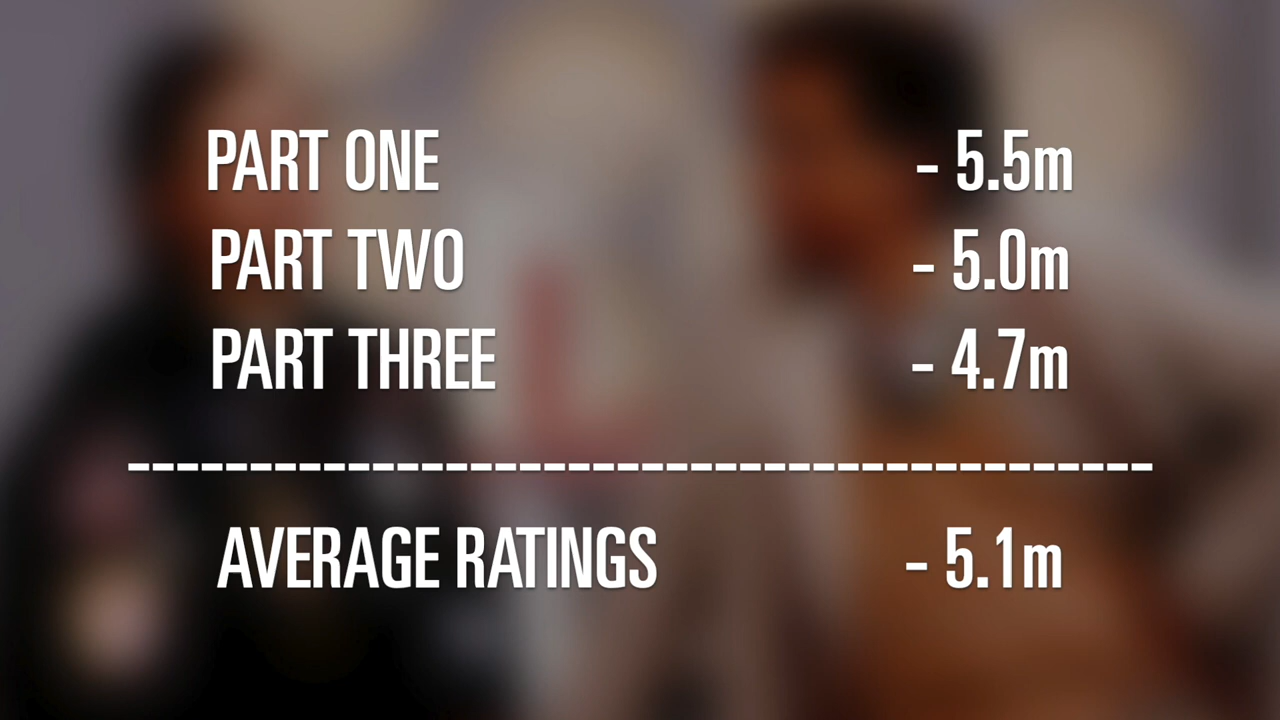 PART ONE - 5.5m
PART TWO - 5.0m
PART THREE - 4.7m
------------------------------------------
AVERAGE RATINGS - 5.1m